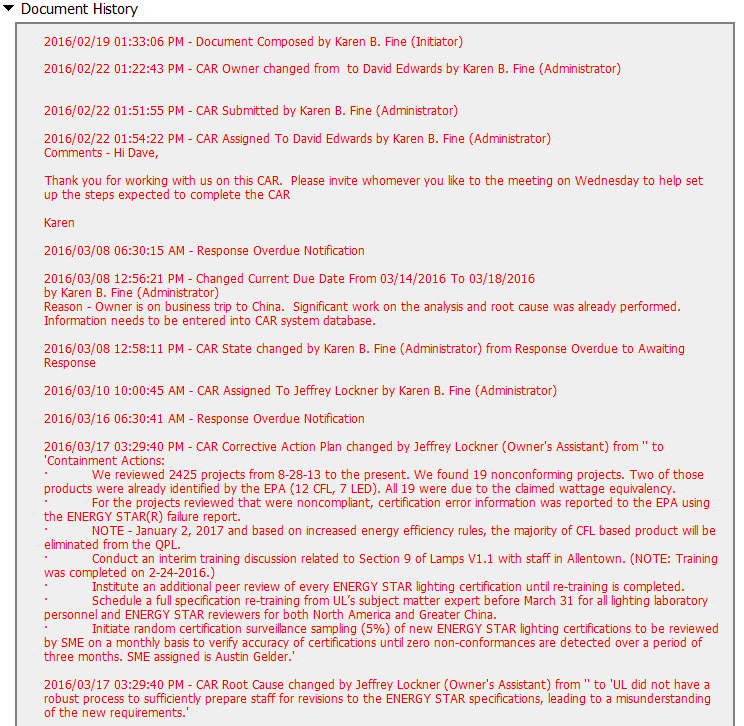 Document History
2016/02/19 01:33:06 PM - Document Composed by Karen B. Fine (Initiator)
2016/02/22 01:22:43 PM - CAR Owner changed from  to David Edwards by Karen B. Fine (Administrator)
2016/02/22 01:51:55 PM - CAR Submitted by Karen B. Fine (Administrator)
2016/02/22 01:54:22 PM - CAR Assigned To David Edwards by Karen B. Fine (Administrator)
Comments - Hi Dave,
Thank you for working with us on this CAR.  Please invite whomever you like to the meeting on Wednesday to help set
up the steps expected to complete the CAR
Karen
2016/03/08 06:30:15 AM - Response Overdue Notification
2016/03/08 12:56:21 PM - Changed Current Due Date From 03/14/2016 To 03/18/2016
by Karen B. Fine (Administrator)
Reason - Owner is on business trip to China.  Significant work on the analysis and root cause was already performed.
Information needs to be entered into CAR system database.
2016/03/08 12:58:11 PM - CAR State changed by Karen B. Fine (Administrator) from Response Overdue to Awaiting
Response
2016/03/10 10:00:45 AM - CAR Assigned To Jeffrey Lockner by Karen B. Fine (Administrator)
2016/03/16 06:30:41 AM - Response Overdue Notification
2016/03/17 03:29:40 PM - CAR Corrective Action Plan changed by Jeffrey Lockner (Owner's Assistant) from '' to
'Containment Actions:
· We reviewed 2425 projects from 8-28-13 to the present. We found 19 nonconforming projects. Two of those
products were already identified by the EPA (12 CFL, 7 LED). All 19 were due to the claimed wattage equivalency.
· For the projects reviewed that were noncompliant, certification error information was reported to the EPA using
the ENERGY STAR(R) failure report.
· NOTE - January 2, 2017 and based on increased energy efficiency rules, the majority of CFL based product will be
eliminated from the QPL.
· Conduct an interim training discussion related to Section 9 of Lamps V1.1 with staff in Allentown. (NOTE: Training
was completed on 2-24-2016.)
· Institute an additional peer review of every ENERGY STAR lighting certification until re-training is completed.
· Schedule a full specification re-training from UL's subject matter expert before March 31 for all lighting laboratory
personnel and ENERGY STAR reviewers for both North America and Greater China.
· Initiate random certification surveillance sampling (5%) of new ENERGY STAR lighting certifications to be reviewed
by SME on a monthly basis to verify accuracy of certifications until zero non-conformances are detected over a period of
three months. SME assigned is Austin Gelder.'
2016/03/17 03:29:40 PM - CAR Root Cause changed by Jeffrey Lockner (Owner's Assistant) from '' to 'UL did not have a
robust process to sufficiently prepare staff for revisions to the ENERGY STAR specifications, leading to a misunderstanding
of the new requirements.'